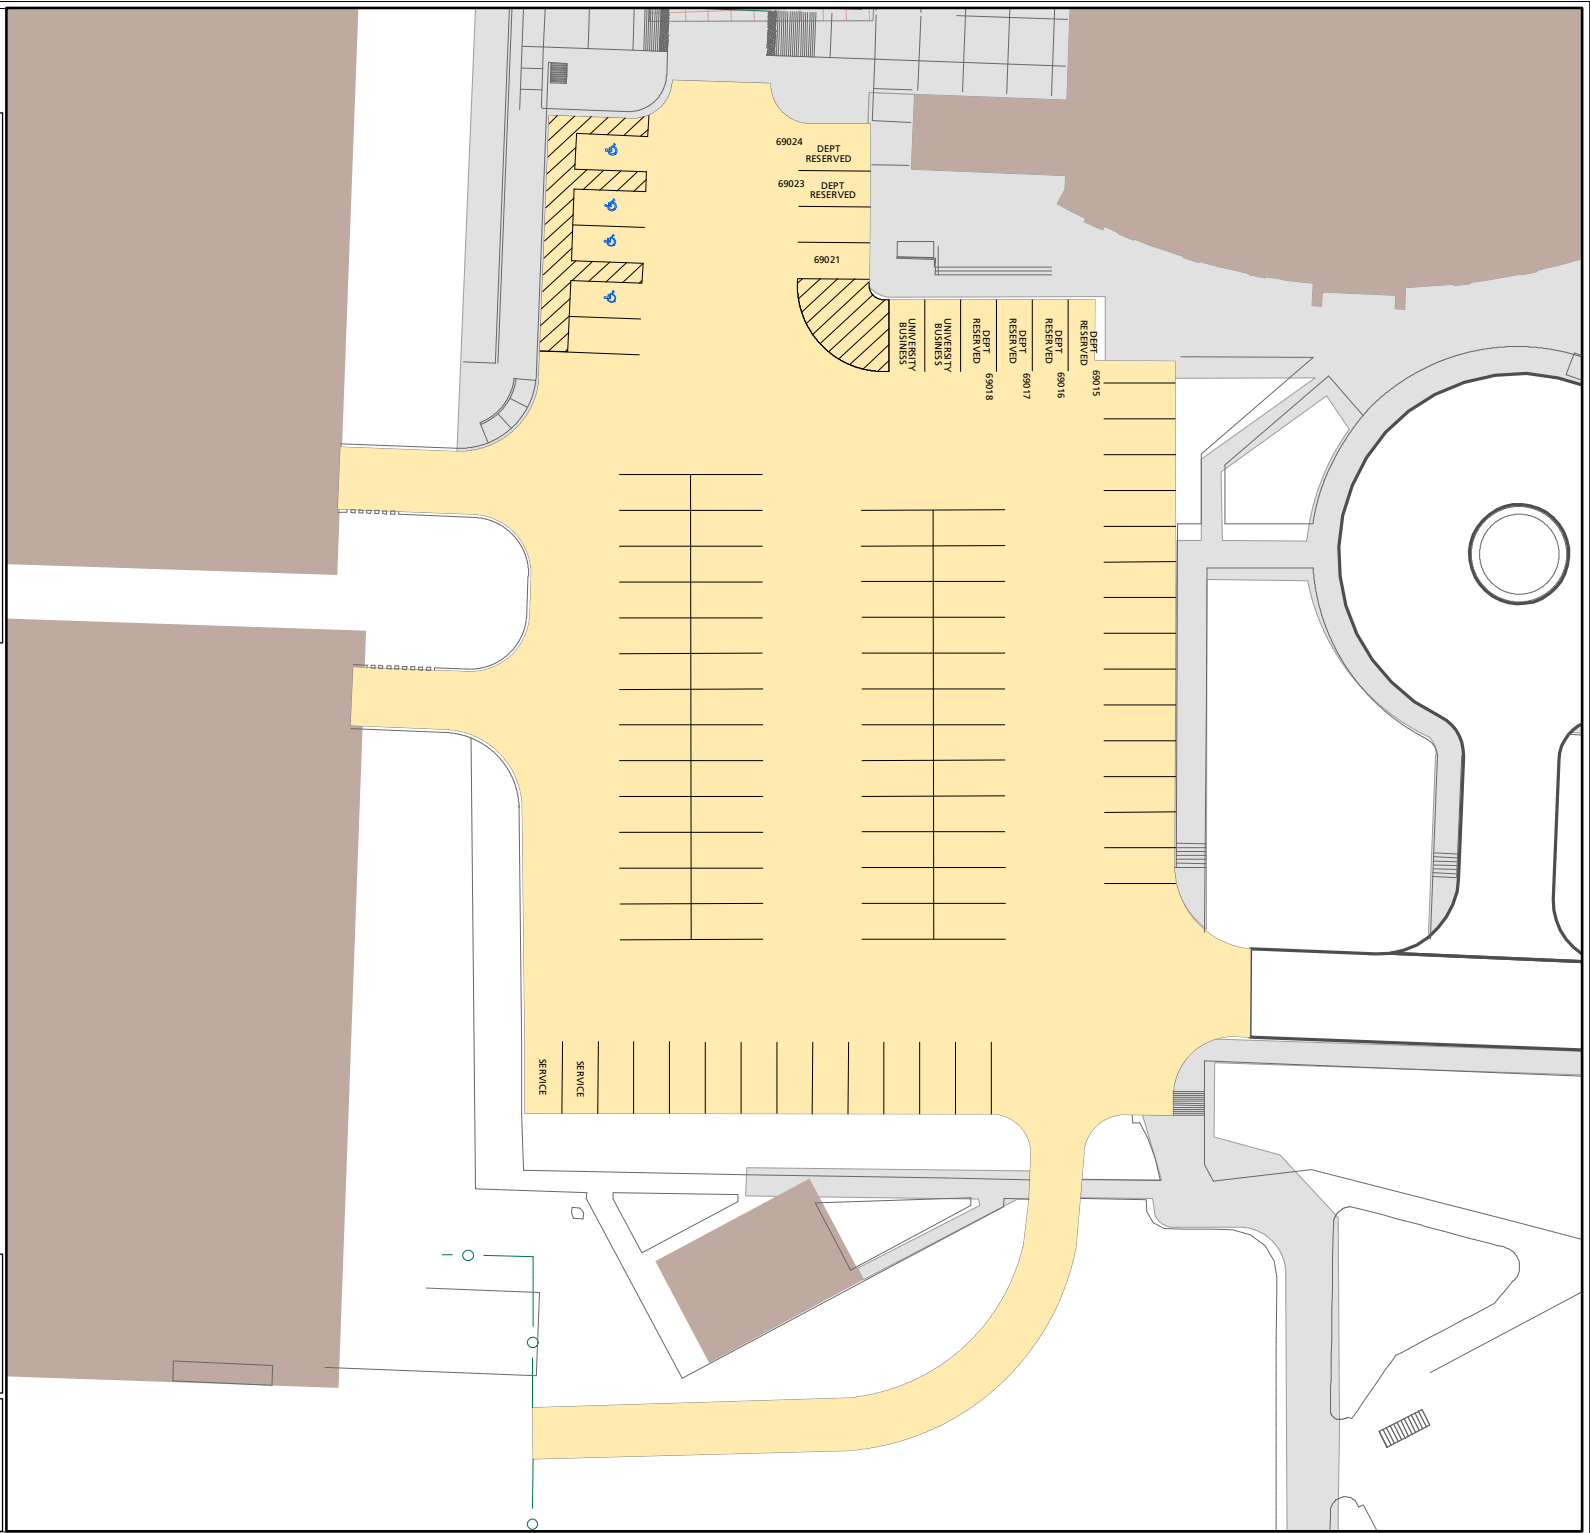 69024
DEPT
RESERVED
69023
DEPT
RESERVED
69021
UNIVERSITY
BUSINESS
UNIVERSITY
BUSINESS
DEPT
RESERVED
69018
DEPT
RESERVED
69017
DEPT
RESERVED
69016
DEPT
RESERVED
69015
SERVICE
SERVICE